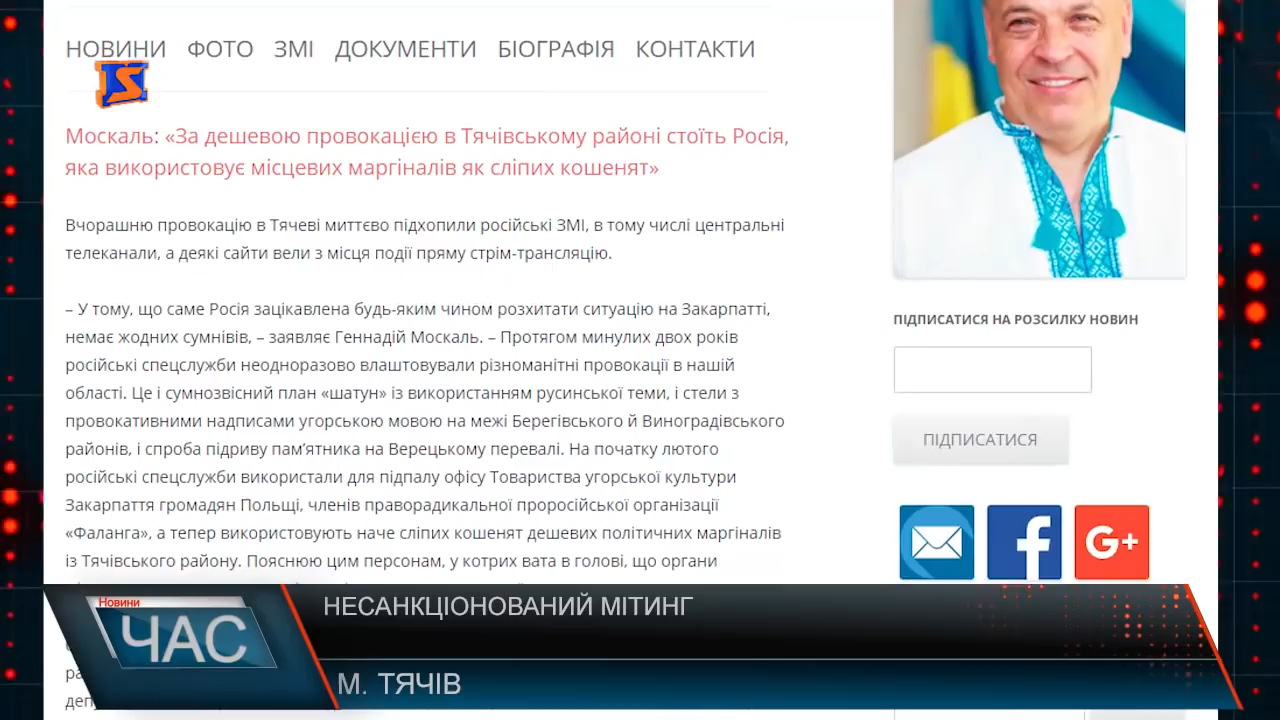 НОВИНИ ФОТО ЗМІ ДОКУМЕНТИ БІОГРАФІЯ КОНТАКТИ
Москаль: «За дешевою провокацією в Тячівському районі стоїть Росія,
яка використовує місцевих маргіналів як сліпих кошенят»
Вчорашню провокацію в Тячеві миттєво підхопили російські ЗМІ, в тому числі центральні
телеканали, а деякі сайти вели з місця події пряму стрім-трансляцію.
– У тому, що саме Росія зацікавлена будь-яким чином розхитати ситуацію на Закарпатті,
немає жодних сумнівів, – заявляє Геннадій Москаль. – Протягом минулих двох років
російські спецслужби неодноразово влаштовували різноманітні провокації в нашій
області. Це і сумнозвісний план «шатун» із використанням русинської теми, і стели з
провокативними надписами угорською мовою на межі Берегівського й Виноградівського
районів, і спроба підриву пам’ятника на Верецькому перевалі. На початку лютого
російські спецслужби використали для підпалу офісу Товариства угорської культури
Закарпаття громадян Польщі, членів праворадикальної проросійської організації
«Фаланга», а тепер використовують наче сліпих кошенят дешевих політичних маргіналів
із Тячівського району. Пояснюю цим персонам, у котрих вата в голові, що органи
ПІДПИСАТИСЯ НА РОЗСИЛКУ НОВИН
ПІДПИСАТИСЯ
f
G+
Новини
ЧАС
НЕСАНКЦІОНОВАНИЙ МІТИНГ
М. ТЯЧІВ